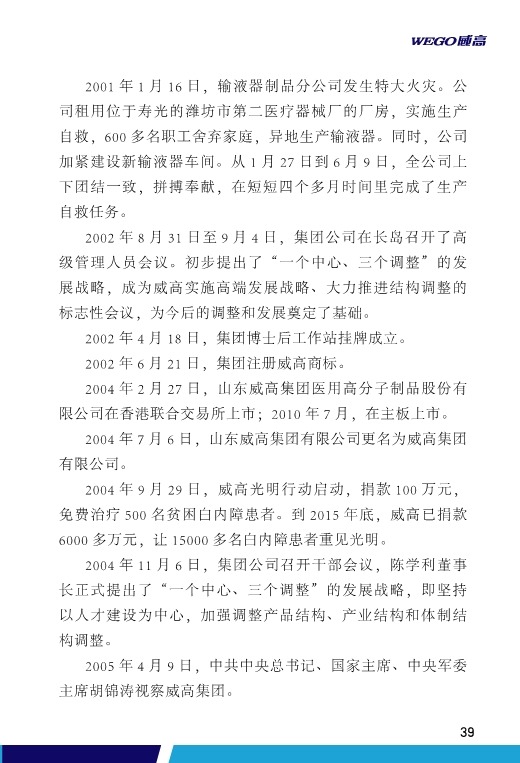 WEGO威高
2001 年 1 月 16 日，输液器制品分公司发生特大火灾。公
司租用位于寿光的潍坊市第二医疗器械厂的厂房，实施生产
自救，600 多名职工舍弃家庭，异地生产输液器。同时，公司
加紧建设新输液器车间。从 1 月 27 日到 6 月 9 日，全公司上
下团结一致，拼搏奉献，在短短四个多月时间里完成了生产
自救任务。
2002 年 8 月 31 日至 9 月 4 日，集团公司在长岛召开了高
级管理人员会议。初步提出了“一个中心、三个调整”的发
展战略，成为威高实施高端发展战略、大力推进结构调整的
标志性会议，为今后的调整和发展奠定了基础。
2002 年 4 月 18 日，集团博士后工作站挂牌成立。
2002 年 6 月 21 日，集团注册威高商标。
2004 年 2 月 27 日，山东威高集团医用高分子制品股份有
限公司在香港联合交易所上市；2010 年 7 月，在主板上市。
2004 年 7 月 6 日，山东威高集团有限公司更名为威高集团
有限公司。
2004 年 9 月 29 日，威高光明行动启动，捐款 100 万元，
免费治疗 500 名贫困白内障患者。到 2015 年底，威高已捐款
6000 多万元，让 15000 多名白内障患者重见光明。
2004 年 11 月 6 日，集团公司召开干部会议，陈学利董事
长正式提出了“一个中心、三个调整”的发展战略，即坚持
以人才建设为中心，加强调整产品结构、产业结构和体制结
构调整。
2005 年 4 月 9 日，中共中央总书记、国家主席、中央军委
主席胡锦涛视察威高集团。
39